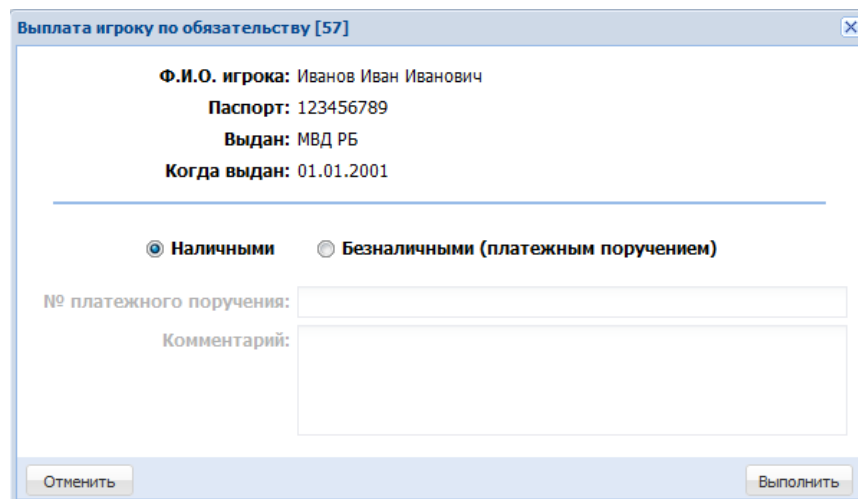 Выплата игроку по обязательству [57]
Ф.И.О. игрока: Иванов Иван Иванович
Паспорт: 123456789
Выдан: МВД РБ
Когда выдан: 01.01.2001
Наличными Безналичными (платежным поручением)
№ платежного поручения:
Комментарий:
Отменить Выполнить